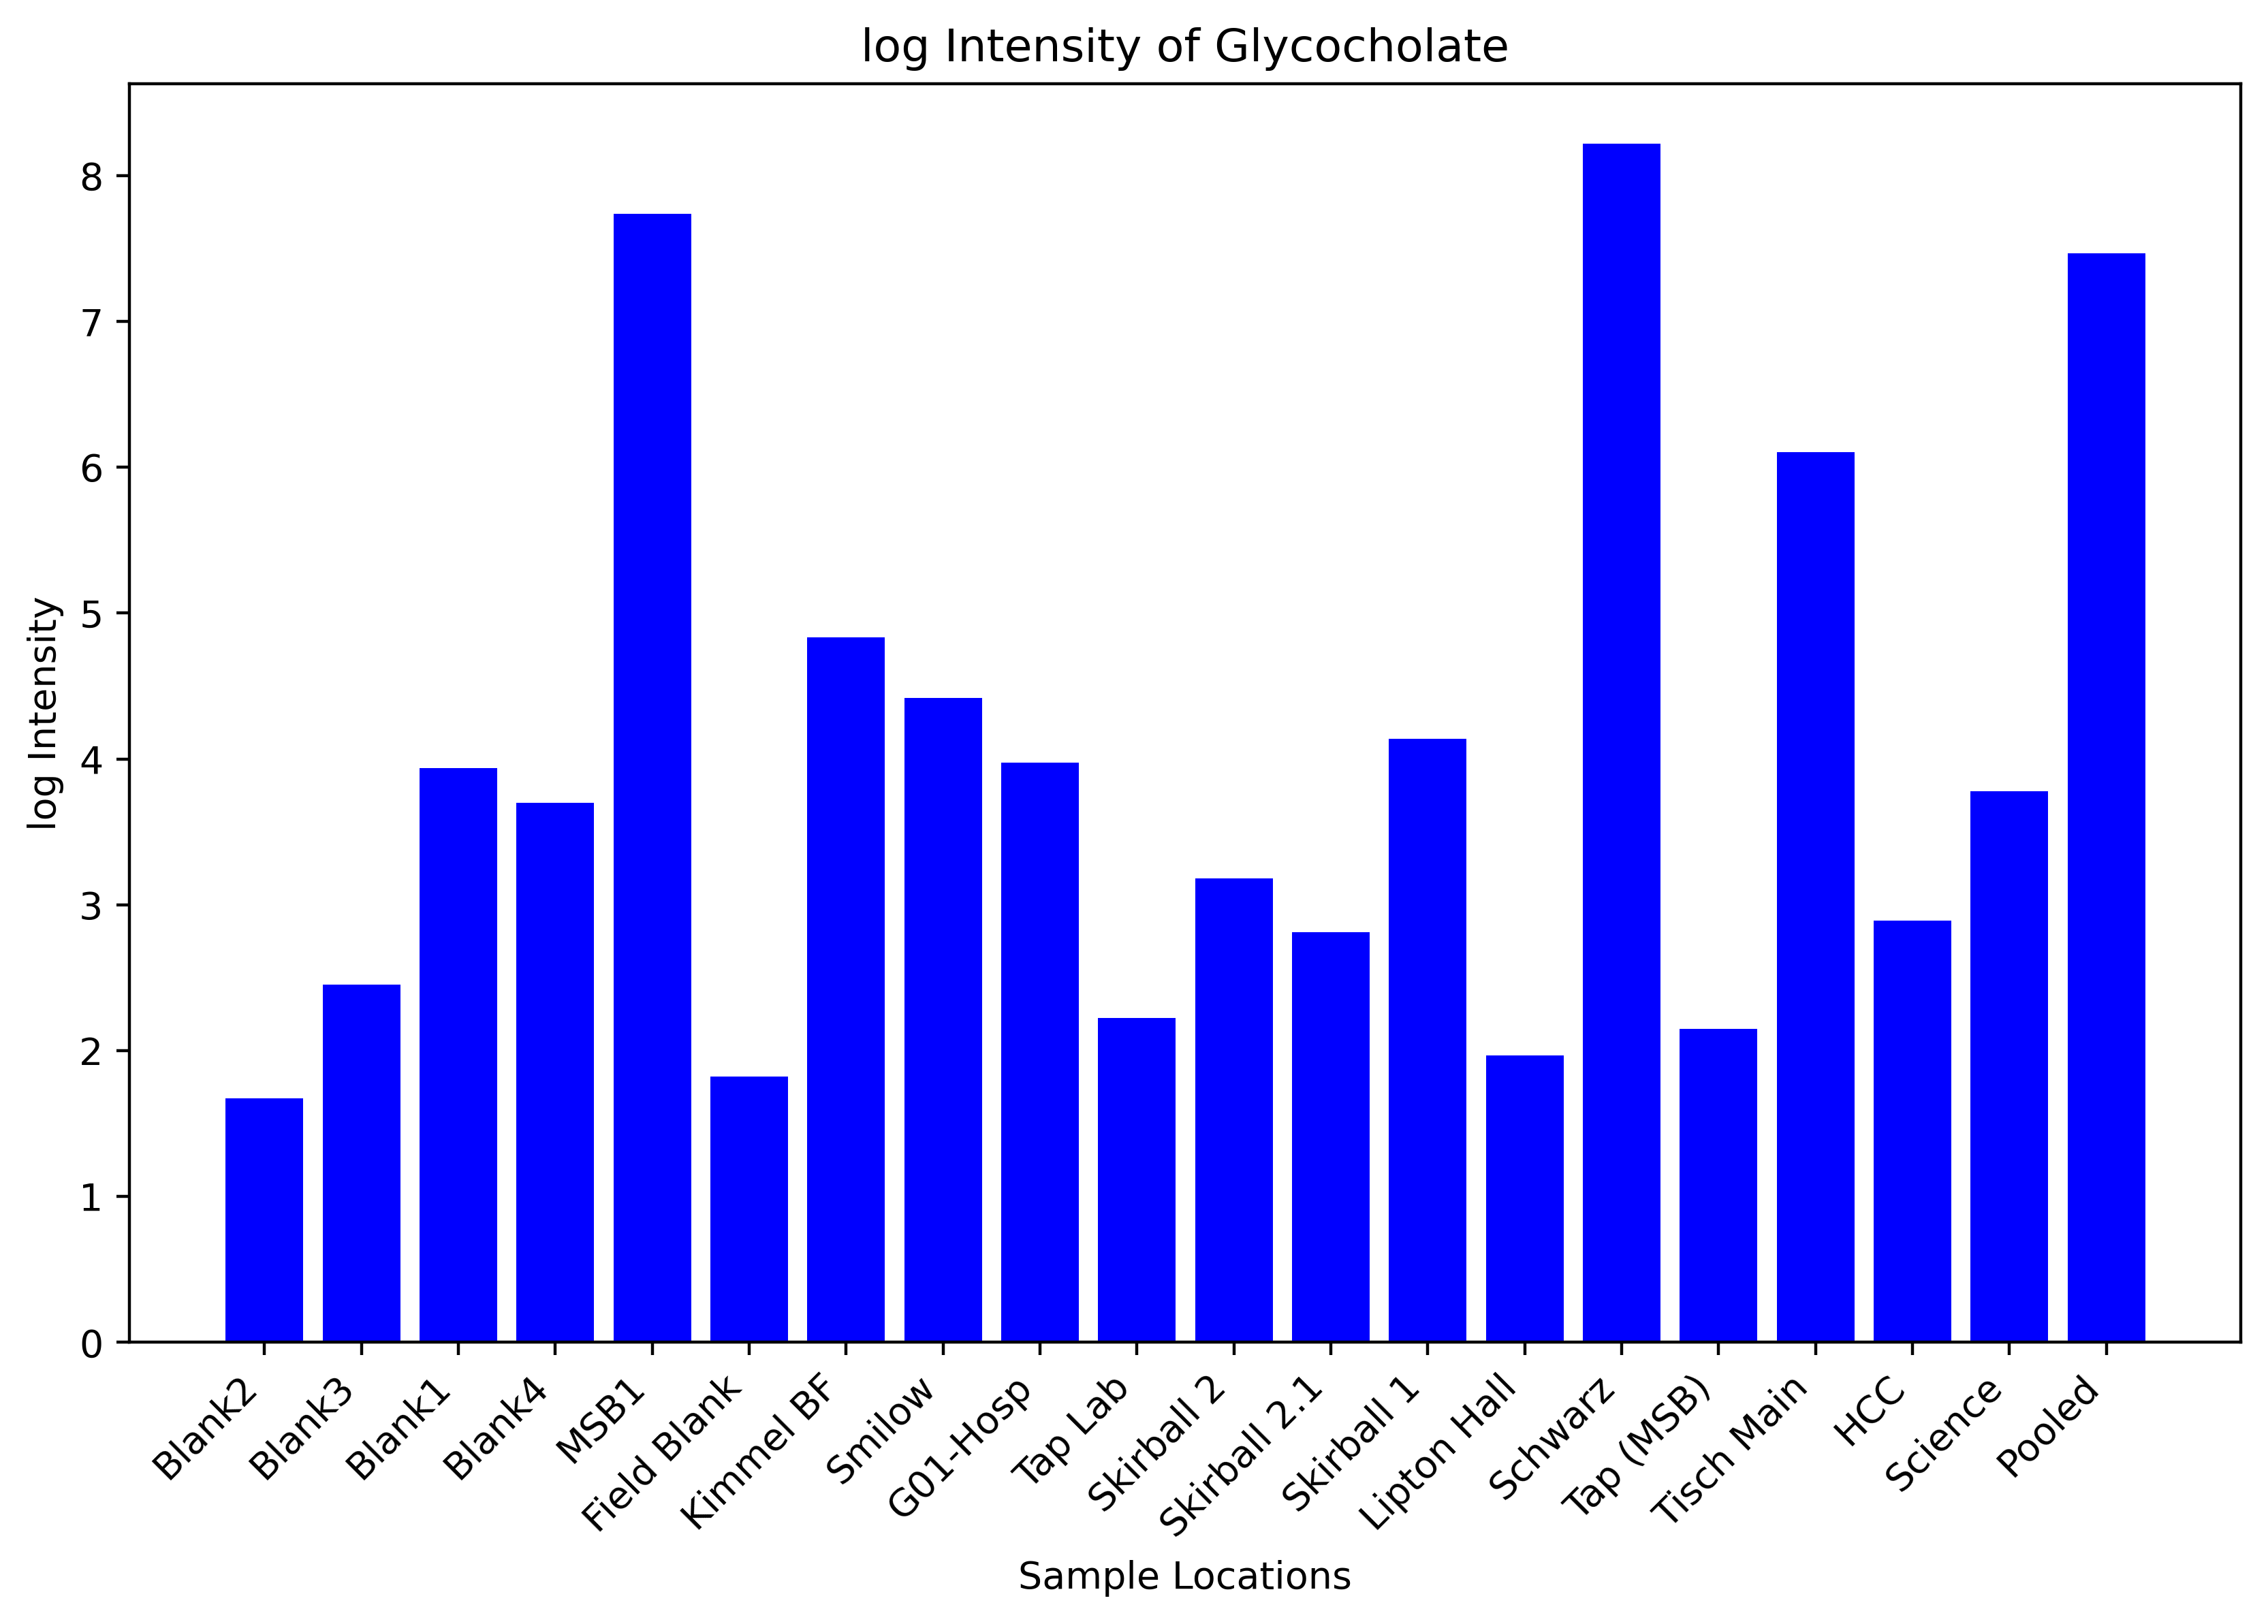 log Intensity of Glycocholate
log Intensity
8
7
6
5
4
3
2
1
0
Blank2
Blank3
Blank1
Blank4
MSB1
Field Blank
Kimmel BF
Smilow
G01-Hosp
Tap Lab
Skirball 2
Skirball 2.1
Skirball 1
Lipton Hall
Schwarz
Tap (MSB)
Tisch Main
HCC
Science
Pooled
Sample Locations